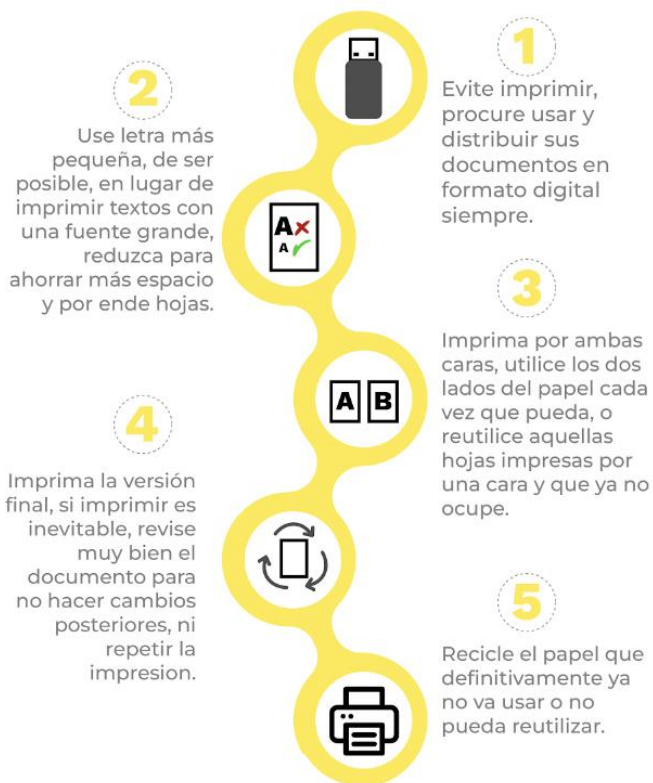 1
Evite imprimir,
procure usar y
distribuir sus
documentos en
formato digital
siempre.
2
Use letra más
pequeña, de ser
posible, en lugar de
imprimir textos con
una fuente grande,
reduzca para
ahorrar más espacio
y por ende hojas.
A
A
3
Imprima por ambas
caras, utilice los dos
lados del papel cada
vez que pueda, o
reutilice aquellas
hojas impresas por
una cara y que ya no
ocupe.
A B
4
Imprima la versión
final, si imprimir es
inevitable, revise
muy bien el
documento para
no hacer cambios
posteriores, ni
repetir la
impresion.
5
Recicle el papel que
definitivamente ya
no va usar o no
pueda reutilizar.